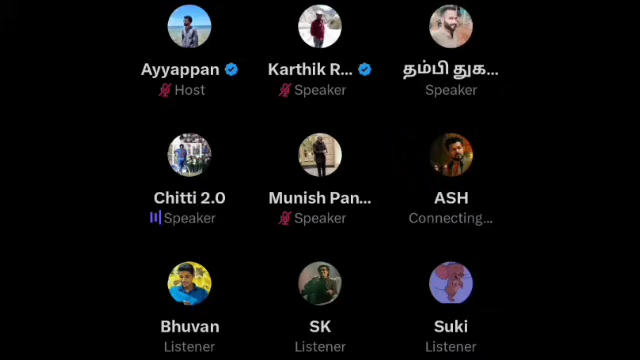 Ayyappan
Karthik R...
தம்பி துக...
Host
Speaker
Speaker
Chitti 2.0
Munish Pan...
ASH
Speaker
Speaker
Connecting...
Bhuvan
SK
Suki
Listener
Listener
Listener